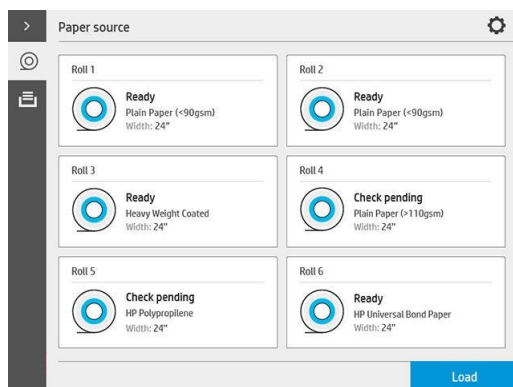 Paper source
Roll 1
Ready
Plain Paper (<90gsm)
Width: 24"
Roll 2
Ready
Plain Paper (<90gsm)
Width: 24"
Roll 3
Ready
Heavy Weight Coated
Width: 24"
Roll 4
Check pending
Plain Paper (>110gsm)
Width: 24"
Roll 5
Check pending
HP Polypropilene
Width: 24"
Roll 6
Ready
HP Universal Bond Paper
Width: 24"
Load